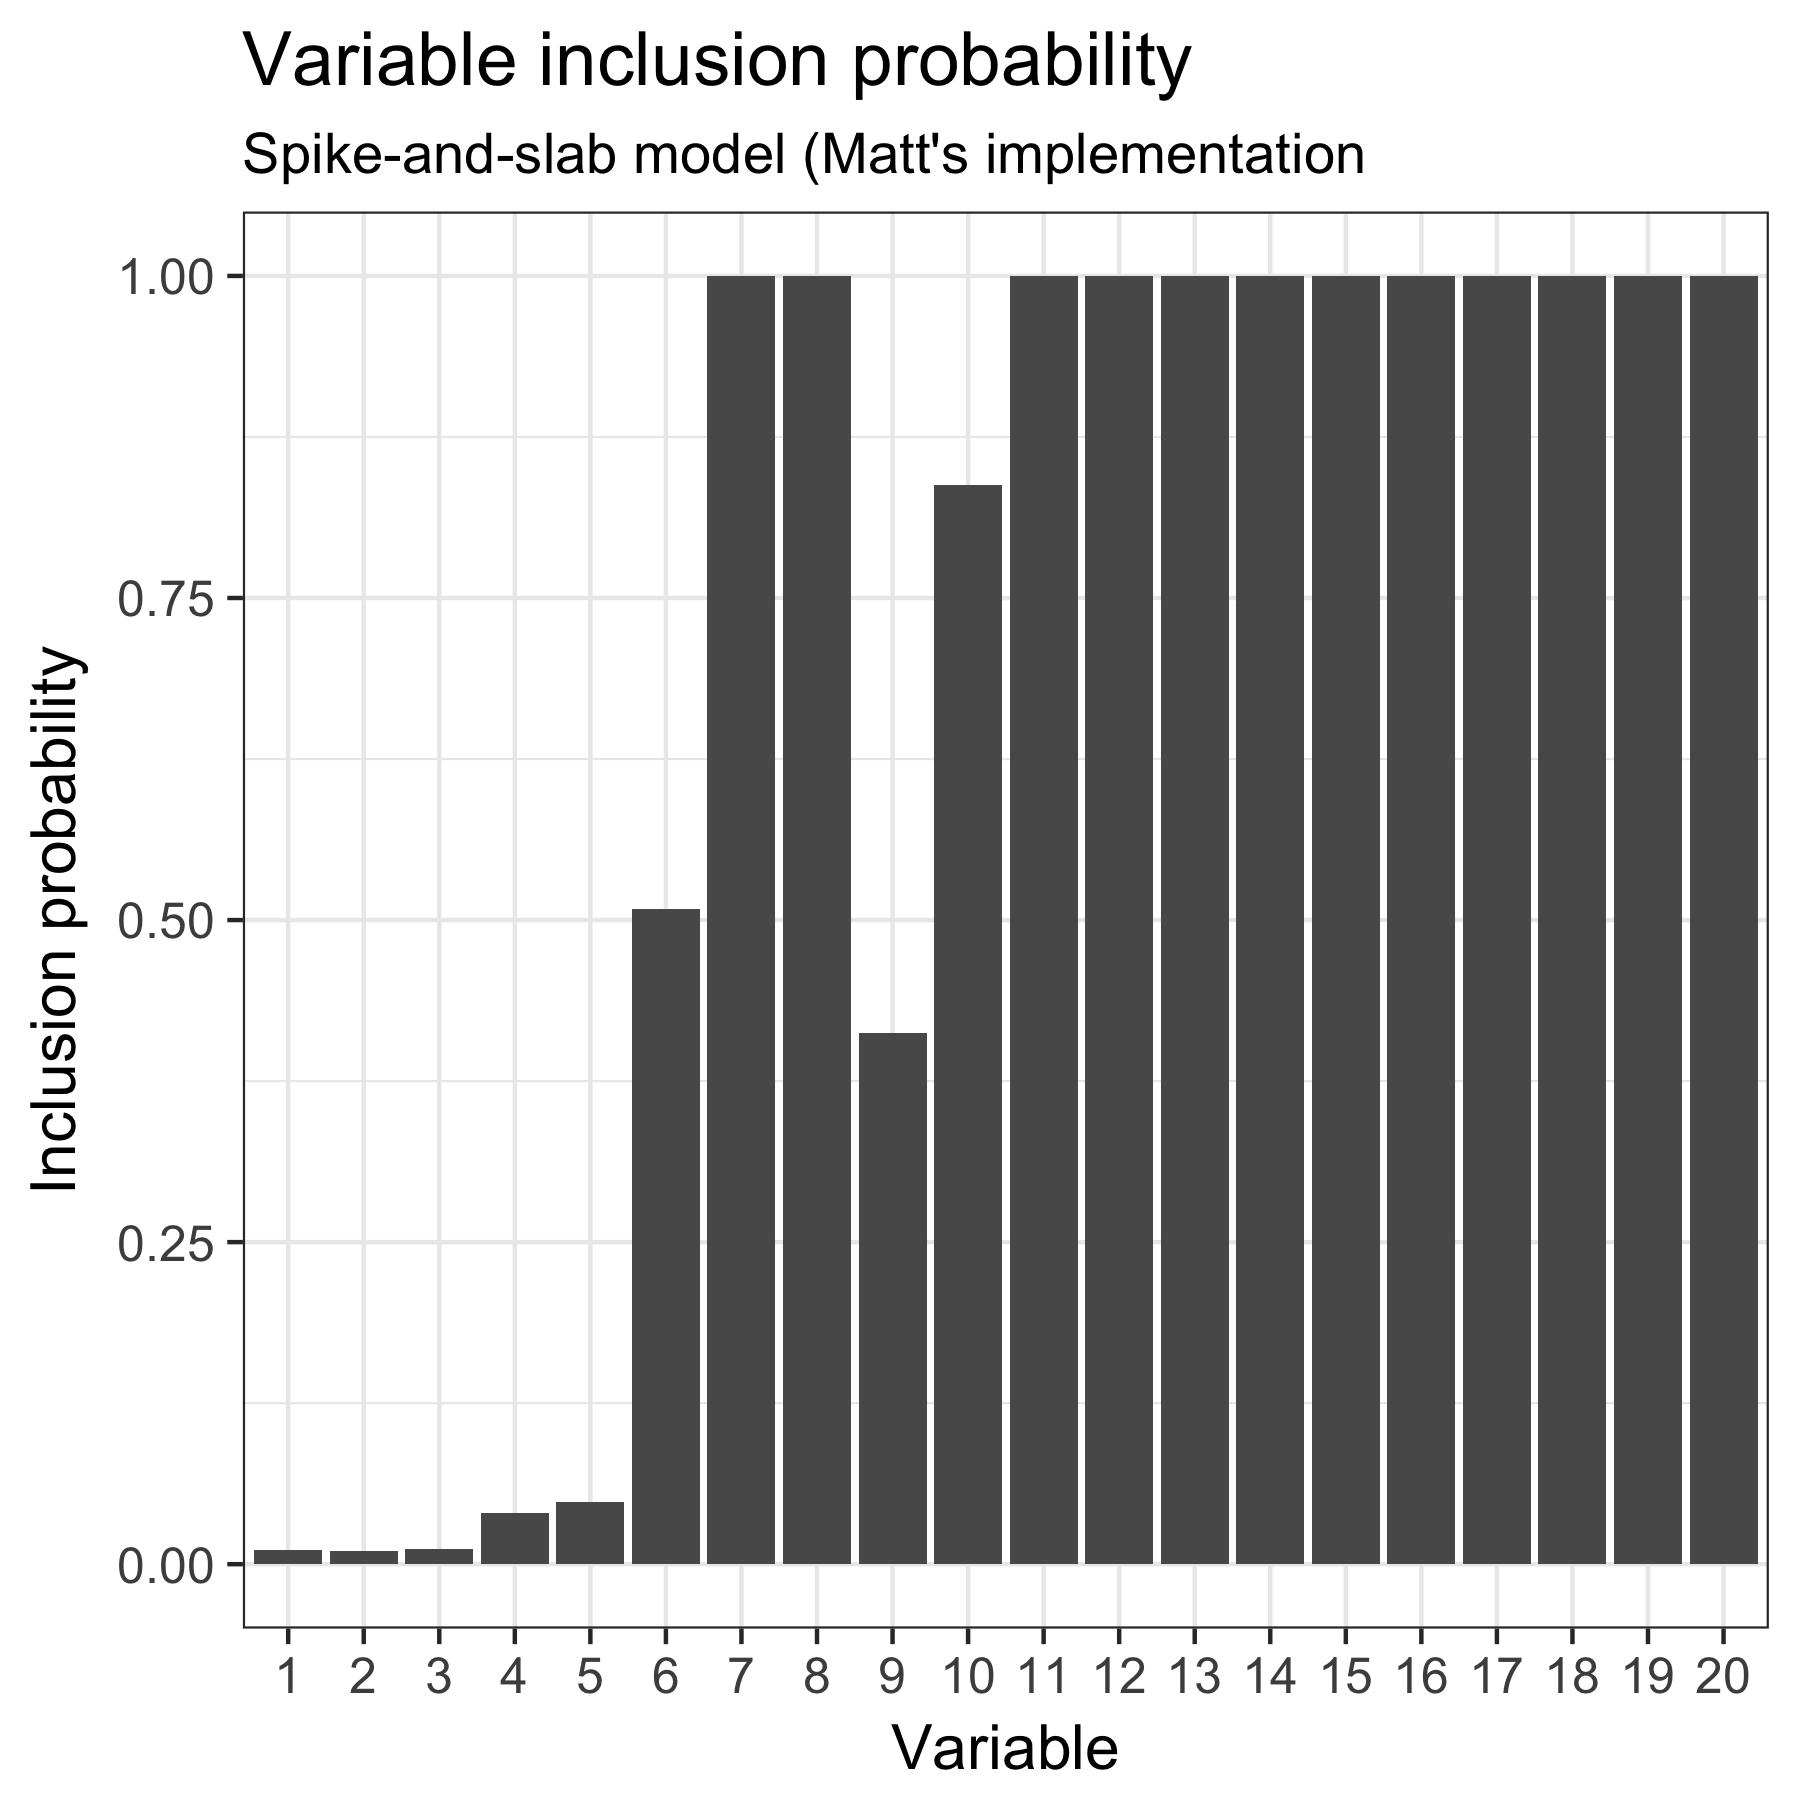 Variable inclusion probability
Spike-and-slab model (Matt's implementation
1.00
0.75
0.50
0.25
0.00
Inclusion probability
1 2 3 4 5 6 7 8 9 10 11 12 13 14 15 16 17 18 19 20
Variable